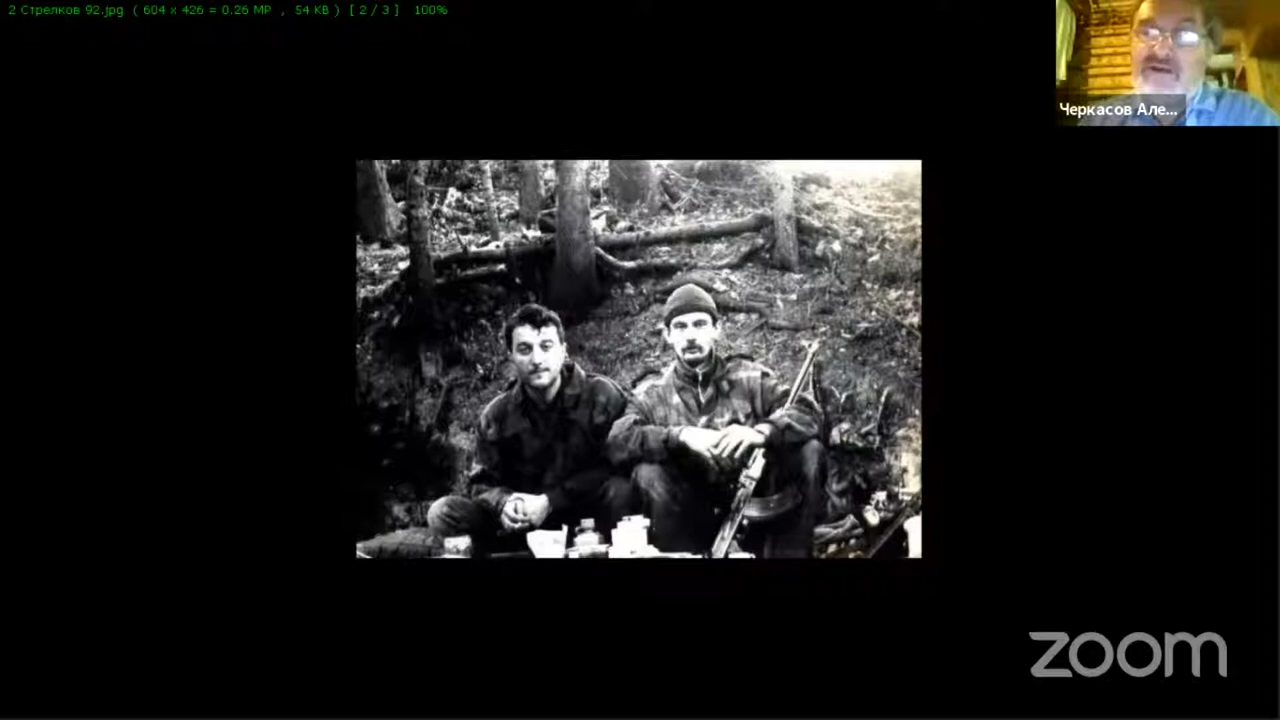 2 Стрелков 92.jpg ( 604 x 426 = 0.26 MP , 54 KB ) [ 2 / 3 ] 100%
Черкасов Але...
zoom